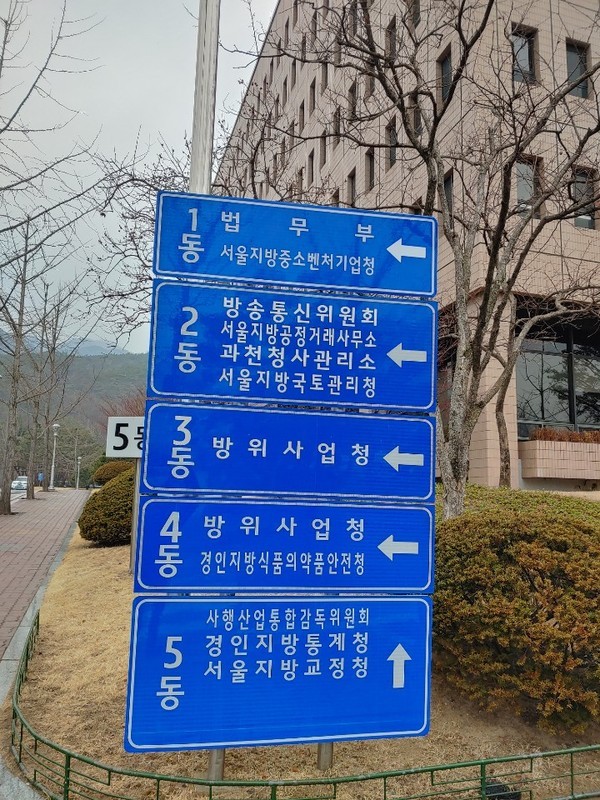 1동
법 무 부
서울지방중소벤처기업청
2동
방송통신위원회
서울지방공정거래사무소
과천청사관리소
서울지방국토관리청
3동
방위사업청
4동
방위사업청
경인지방식품의약품안전청
5동
사행산업통합감독위원회
경인지방통계청
서울지방교정청
5동